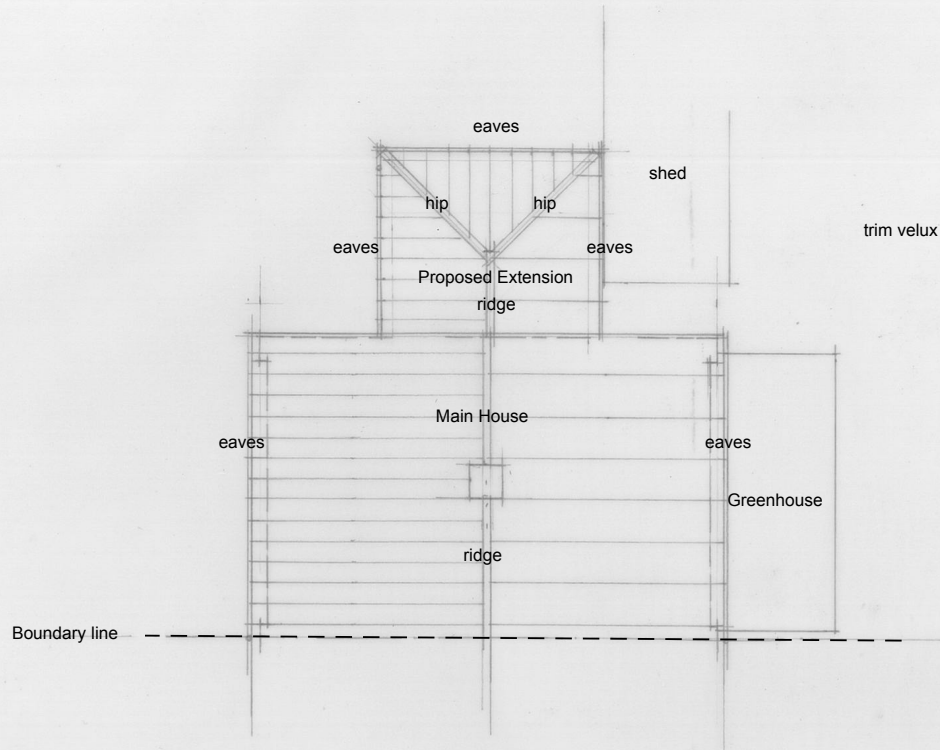 eaves
shed
hip
hip
trim velux
eaves
eaves
Proposed Extension
ridge
Main House
eaves
eaves
Greenhouse
ridge
Boundary line